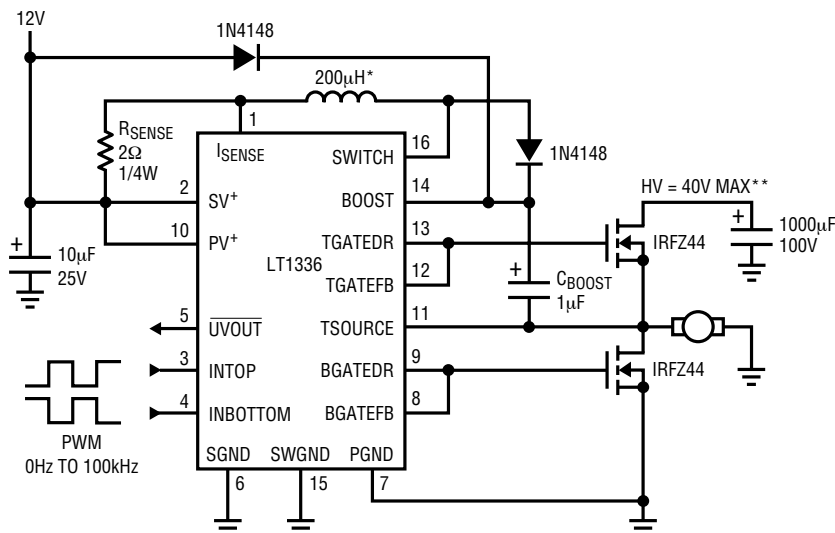 12V
1N4148
200μH*
RSENSE
2Ω
1/4W
1
ISENSE
SWITCH
16
1N4148
2
SV+
BOOST
14
HV = 40V MAX**
10
PV+
TGATEDR
13
+
1000μF
100V
IRFZ44
+
10μF
25V
LT1336
TGATEFB
12
+
CBOOST
1μF
5
UVOUT
TSOURCE
11
3
INTOP
BGATEDR
9
IRFZ44
4
INBOTTOM
BGATEFB
8
PWM
0Hz TO 100kHz
SGND
SWGND
PGND
6
15
7